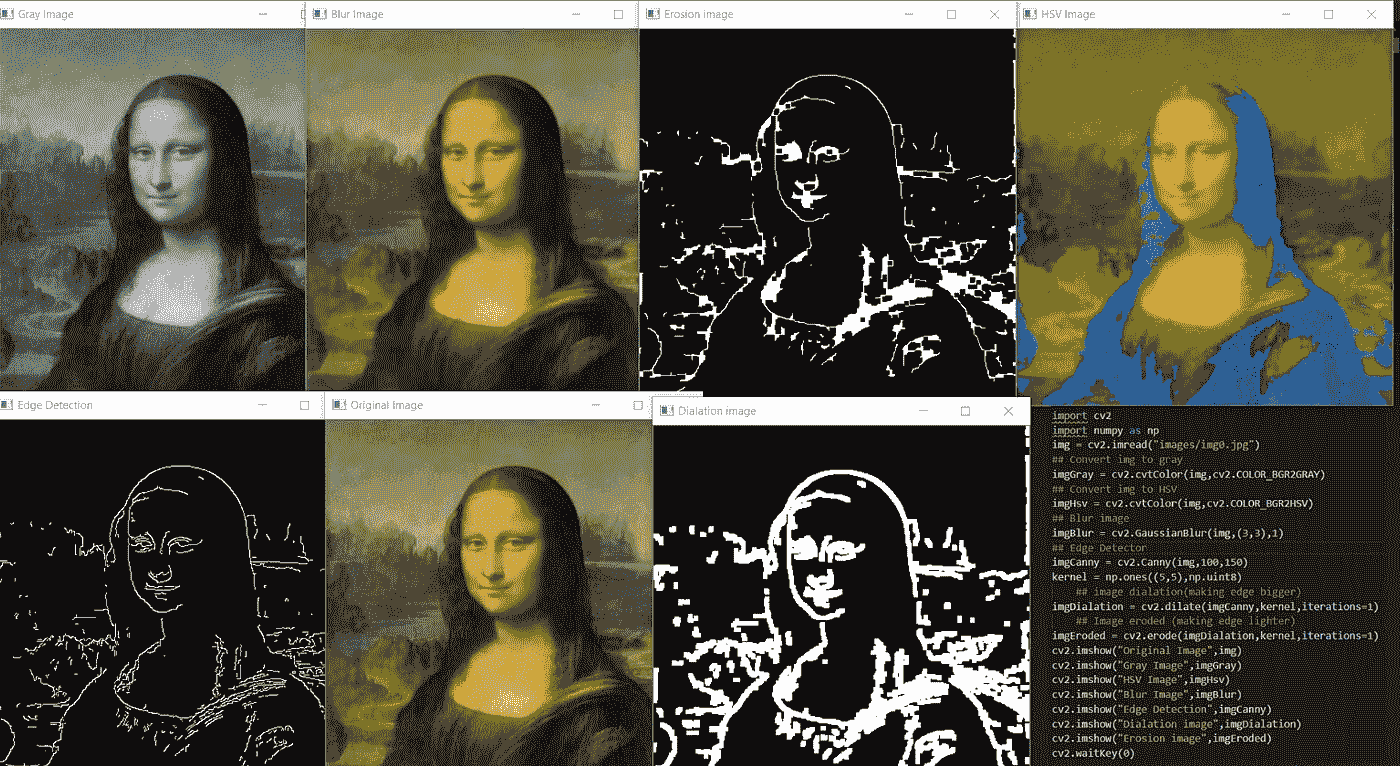 Gray Image
Blur Image
Erosion image
HSV Image
Edge Detection
Original Image
Dialation image
import cv2
import numpy as np
img = cv2.imread("images/img0.jpg")
## Convert img to gray
imgGray = cv2.cvtColor(img,cv2.COLOR_BGR2GRAY)
## Convert img to HSV
imgHsv = cv2.cvtColor(img,cv2.COLOR_BGR2HSV)
## Blur image
imgBlur = cv2.GaussianBlur(img,(3,3),1)
## Edge Detector
imgCanny = cv2.Canny(img,100,150)
kernel = np.ones((5,5),np.uint8)
## image dialation(making edge bigger)
imgDialation = cv2.dilate(imgCanny,kernel,iterations=1)
## Image eroded (making edge lighter)
imgEroded = cv2.erode(imgDialation,kernel,iterations=1)
cv2.imshow("Original Image",img)
cv2.imshow("Gray Image",imgGray)
cv2.imshow("HSV Image",imgHsv)
cv2.imshow("Blur Image",imgBlur)
cv2.imshow("Edge Detection",imgCanny)
cv2.imshow("Dialation image",imgDialation)
cv2.imshow("Erosion image",imgEroded)
cv2.waitKey(0)